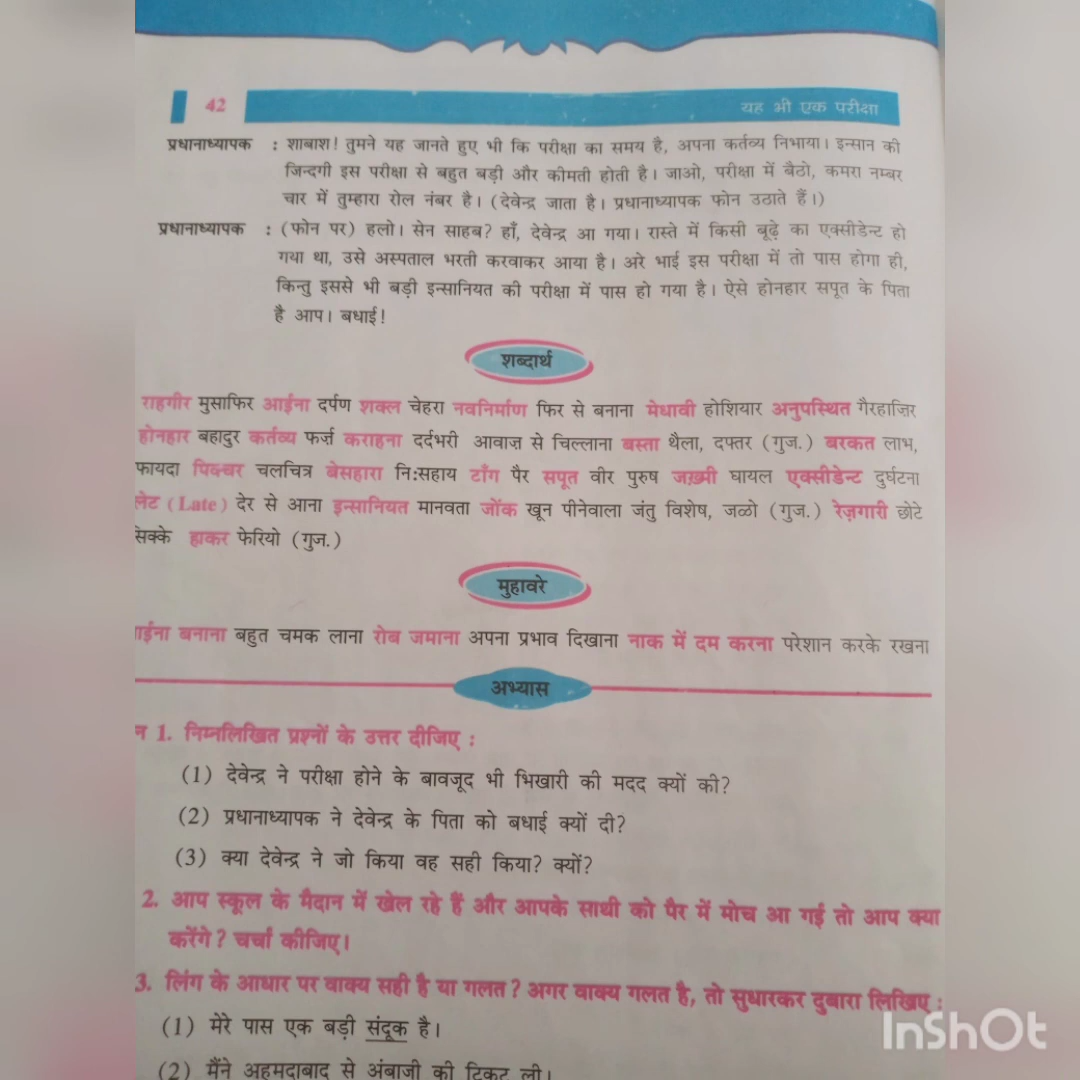 42
यह भी एक परीक्षा
प्रधानाध्यापक : शाबाश! तुमने यह जानते हुए भी कि परीक्षा का समय है, अपना कर्तव्य निभाया। इन्सान की
जिन्दगी इस परीक्षा से बहुत बड़ी और कीमती होती है। जाओ, परीक्षा में बैठो, कमरा नम्बर
चार में तुम्हारा रोल नंबर है। (देवेन्द्र जाता है। प्रधानाध्यापक फोन उठाते हैं।)
प्रधानाध्यापक : (फोन पर) हलो। सेन साहब? हाँ, देवेन्द्र आ गया। रास्ते में किसी बूढ़े का एक्सीडेन्ट हो
गया था, उसे अस्पताल भरती करवाकर आया है। अरे भाई इस परीक्षा में तो पास होगा ही,
किन्तु इससे भी बड़ी इन्सानियत की परीक्षा में पास हो गया है। ऐसे होनहार सपूत के पिता
है आप। बधाई!
शब्दार्थ
राहगीर मुसाफिर आईना दर्पण शक्ल चेहरा नवनिर्माण फिर से बनाना मेधावी होशियार अनुपस्थित गैरहाज़िर
होनहार बहादुर कर्तव्य फर्ज कराहना दर्दभरी आवाज़ से चिल्लाना बस्ता थैला, दफ्तर (गुज.) बरकत लाभ,
फायदा पिक्चर चलचित्र बेसहारा नि:सहाय टाँग पैर सपूत वीर पुरुष जख़्मी घायल एक्सीडेन्ट दुर्घटना
लेट (Late) देर से आना इन्सानियत मानवता जोंक खून पीनेवाला जंतु विशेष, जळो (गुज.) रेज़गारी छोटे
सिक्के हाकर फेरियो (गुज.)
मुहावरे
आईना बनाना बहुत चमक लाना रोब जमाना अपना प्रभाव दिखाना नाक में दम करना परेशान करके रखना
अभ्यास
न 1. निम्नलिखित प्रश्नों के उत्तर दीजिए :
(1) देवेन्द्र ने परीक्षा होने के बावजूद भी भिखारी की मदद क्यों की?
(2) प्रधानाध्यापक ने देवेन्द्र के पिता को बधाई क्यों दी?
(3) क्या देवेन्द्र ने जो किया वह सही किया? क्यों?
2. आप स्कूल के मैदान में खेल रहे हैं और आपके साथी को पैर में मोच आ गई तो आप क्या
करेंगे? चर्चा कीजिए।
3. लिंग के आधार पर वाक्य सही है या गलत? अगर वाक्य गलत है, तो सुधारकर दुबारा लिखिए :
(1) मेरे पास एक बड़ी संदूक है।
(2) मैंने अहमदाबाद से अंबाजी की टिकट ली।
InShOt